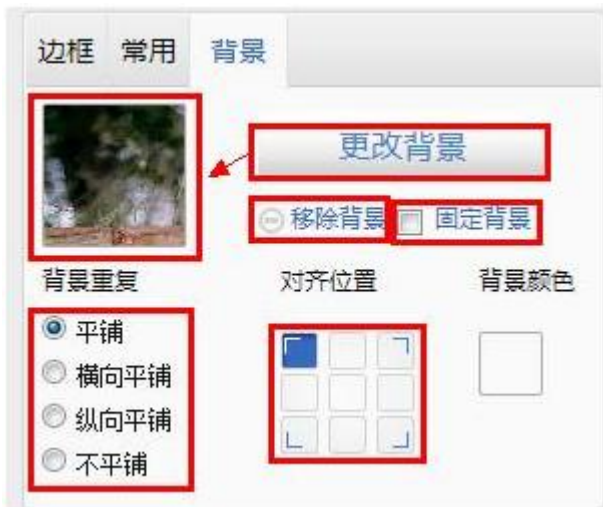 边框 常用 背景
更改背景
移除背景 固定背景
背景重复 对齐位置 背景颜色
平铺
横向平铺
纵向平铺
不平铺